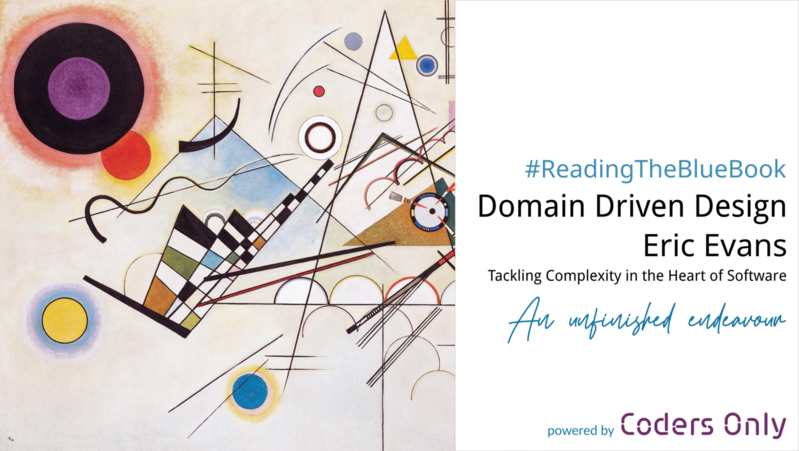 #ReadingTheBlueBook
Domain Driven Design
Eric Evans
Tackling Complexity in the Heart of Software
An unfinished endeavour
powered by Coders Only